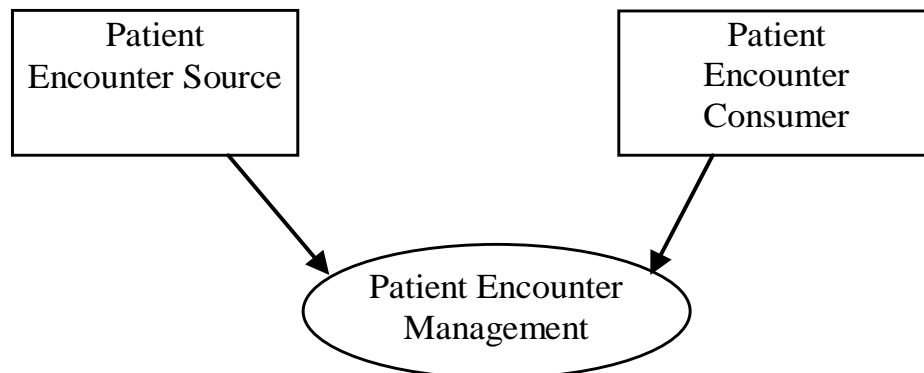 Patient
Encounter Source
Patient
Encounter
Consumer
Patient Encounter
Management